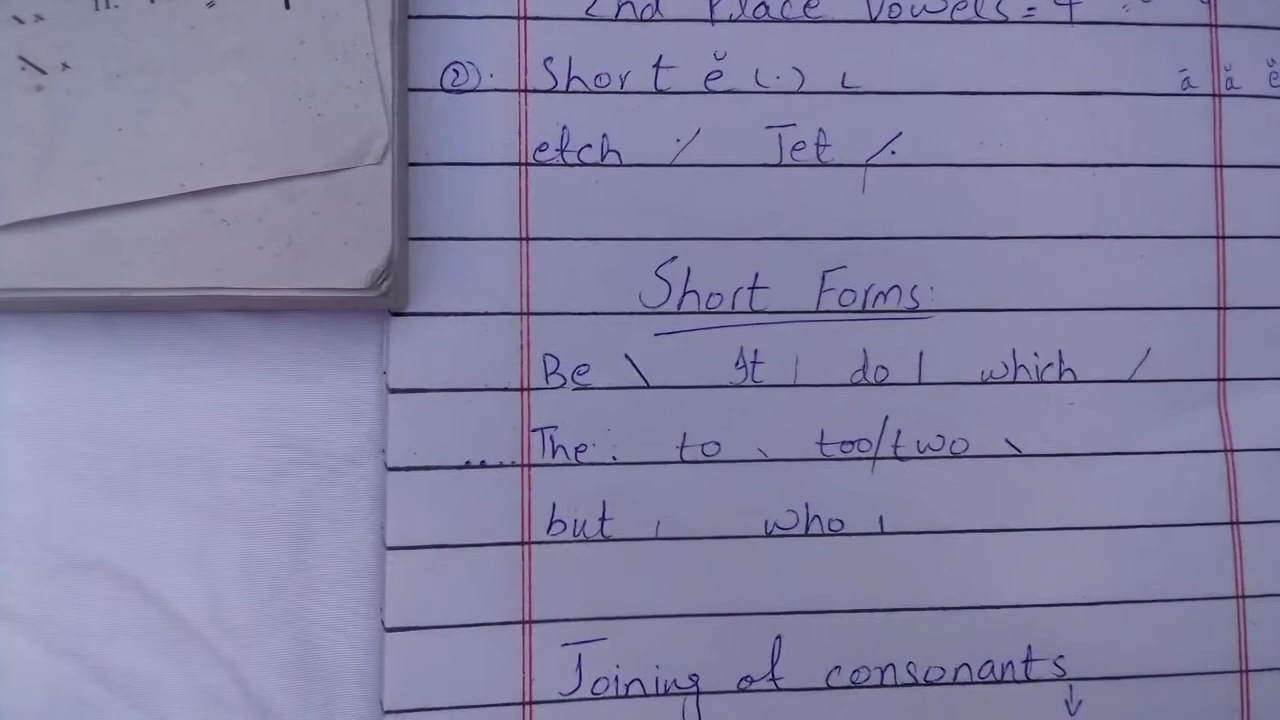 2nd Place Vowels = 4
②. Short ĕ (.) ā ă ĕ
etch Jet
Short Forms:
Be \ It | do | which /
The . to \ too/two \
but | who |
Joining of consonants